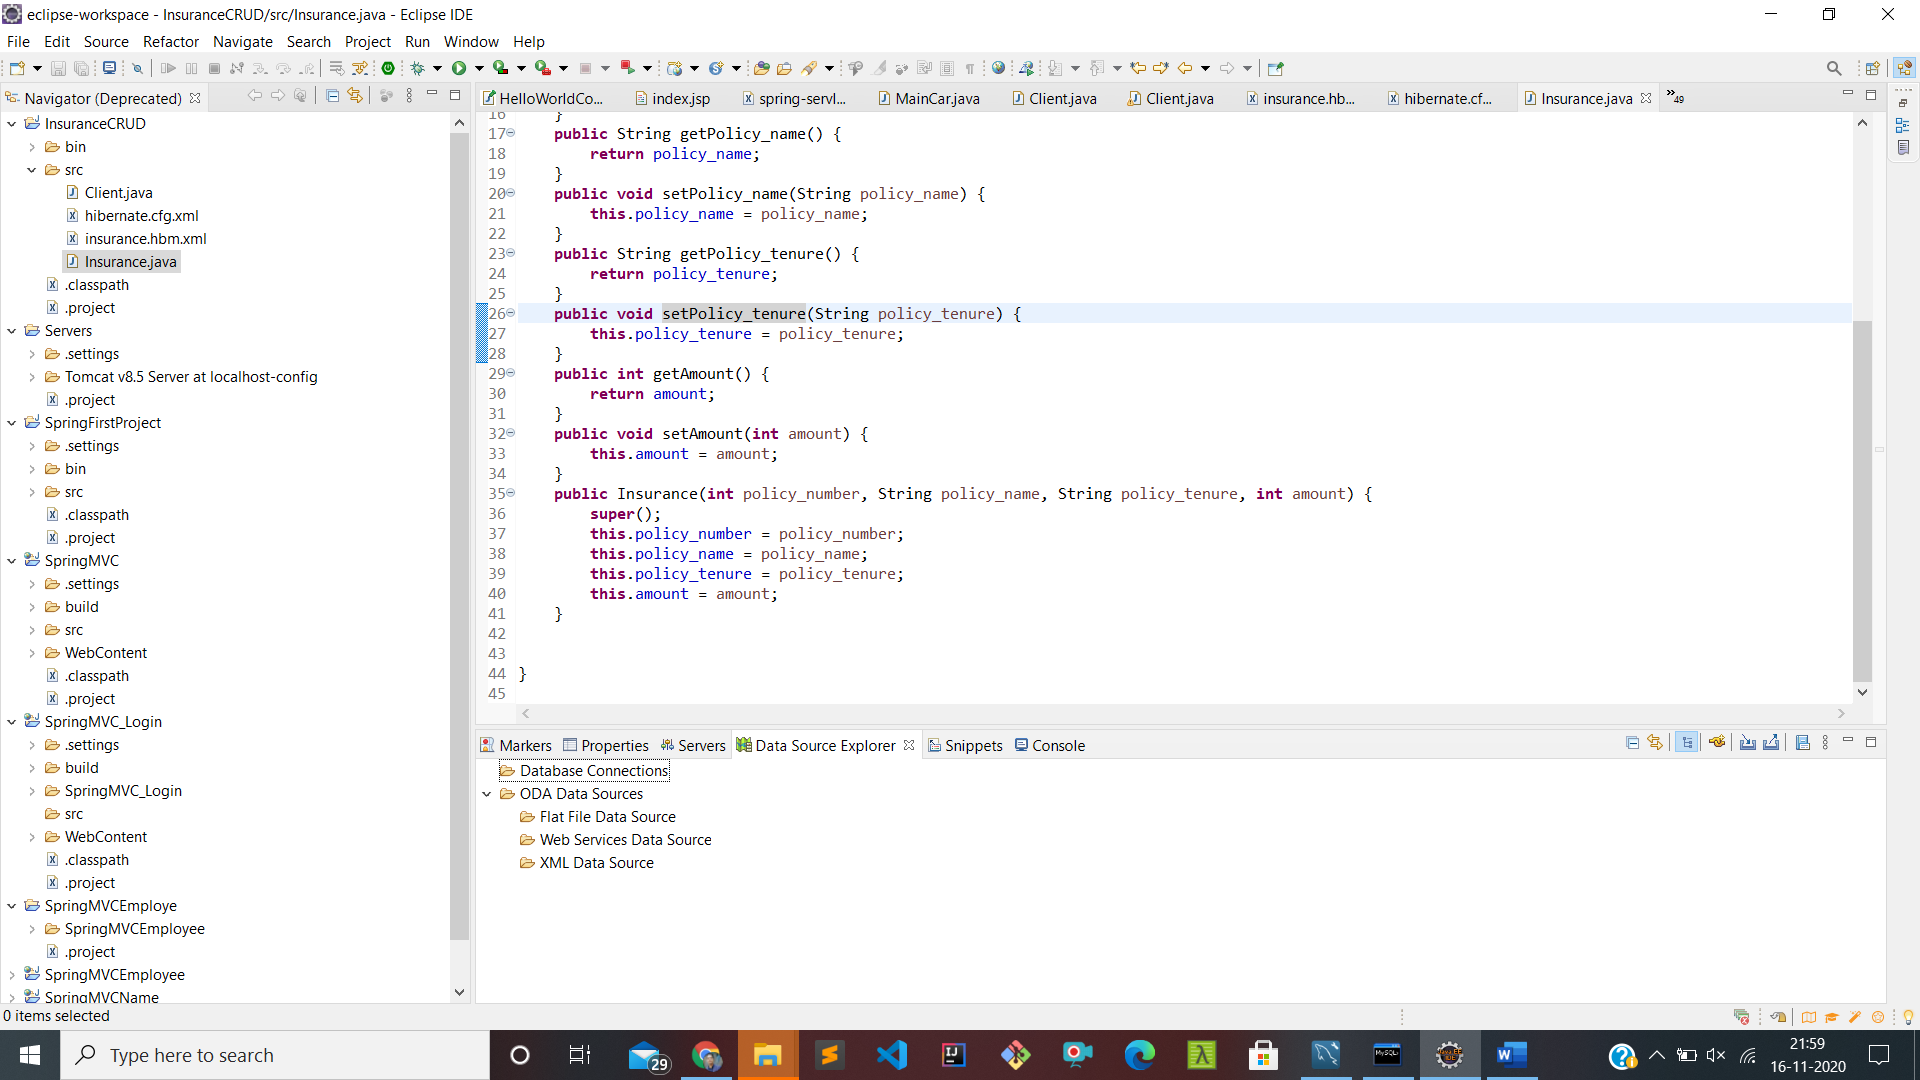 eclipse-workspace - InsuranceCRUD/src/Insurance.java - Eclipse IDE
File Edit Source Refactor Navigate Search Project Run Window Help
Navigator (Deprecated)
HelloWorldCo... index.jsp spring-servl... MainCar.java Client.java Client.java insurance.hb... hibernate.cf... Insurance.java »49
InsuranceCRUD
bin
src
Client.java
hibernate.cfg.xml
insurance.hbm.xml
Insurance.java
.classpath
.project
Servers
.settings
Tomcat v8.5 Server at localhost-config
.project
SpringFirstProject
.settings
bin
src
.classpath
.project
SpringMVC
.settings
build
src
WebContent
.classpath
.project
SpringMVC_Login
.settings
build
SpringMVC_Login
src
WebContent
.classpath
.project
SpringMVCEmploye
SpringMVCEmployee
.project
SpringMVCEmployee
SpringMVCName
16 }
17 public String getPolicy_name() {
18 return policy_name;
19 }
20 public void setPolicy_name(String policy_name) {
21 this.policy_name = policy_name;
22 }
23 public String getPolicy_tenure() {
24 return policy_tenure;
25 }
26 public void setPolicy_tenure(String policy_tenure) {
27 this.policy_tenure = policy_tenure;
28 }
29 public int getAmount() {
30 return amount;
31 }
32 public void setAmount(int amount) {
33 this.amount = amount;
34 }
35 public Insurance(int policy_number, String policy_name, String policy_tenure, int amount) {
36 super();
37 this.policy_number = policy_number;
38 this.policy_name = policy_name;
39 this.policy_tenure = policy_tenure;
40 this.amount = amount;
41 }
42
43
44 }
45
Markers Properties Servers Data Source Explorer Snippets Console
Database Connections
ODA Data Sources
Flat File Data Source
Web Services Data Source
XML Data Source
0 items selected
Type here to search
29
21:59
16-11-2020